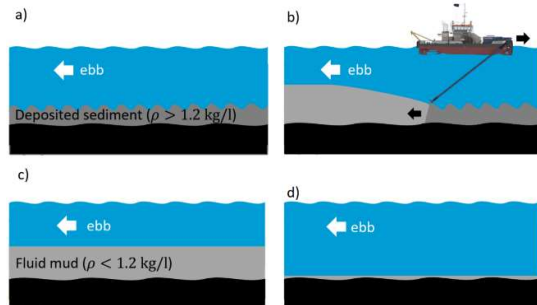 a)
b)
ebb
ebb
Deposited sediment (ρ > 1.2 kg/l)
c)
d)
ebb
ebb
Fluid mud (ρ < 1.2 kg/l)